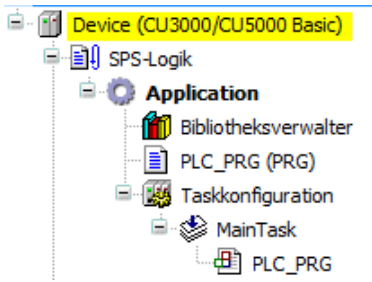 Device (CU3000/CU5000 Basic)
SPS-Logik
Application
Bibliotheksverwalter
PLC_PRG (PRG)
Taskkonfiguration
MainTask
PLC_PRG